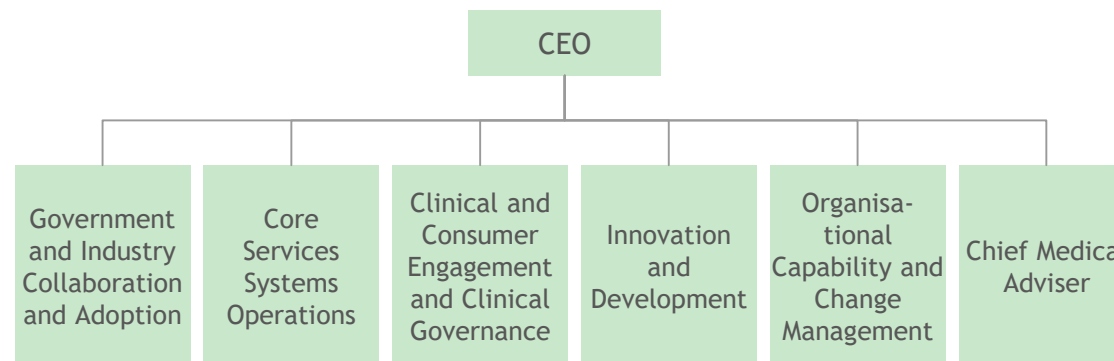 CEO
Government
and Industry
Collaboration
and Adoption
Core
Services
Systems
Operations
Clinical and
Consumer
Engagement
and Clinical
Governance
Innovation
and
Development
Organisa-
tional
Capability and
Change
Management
Chief Medica
Adviser